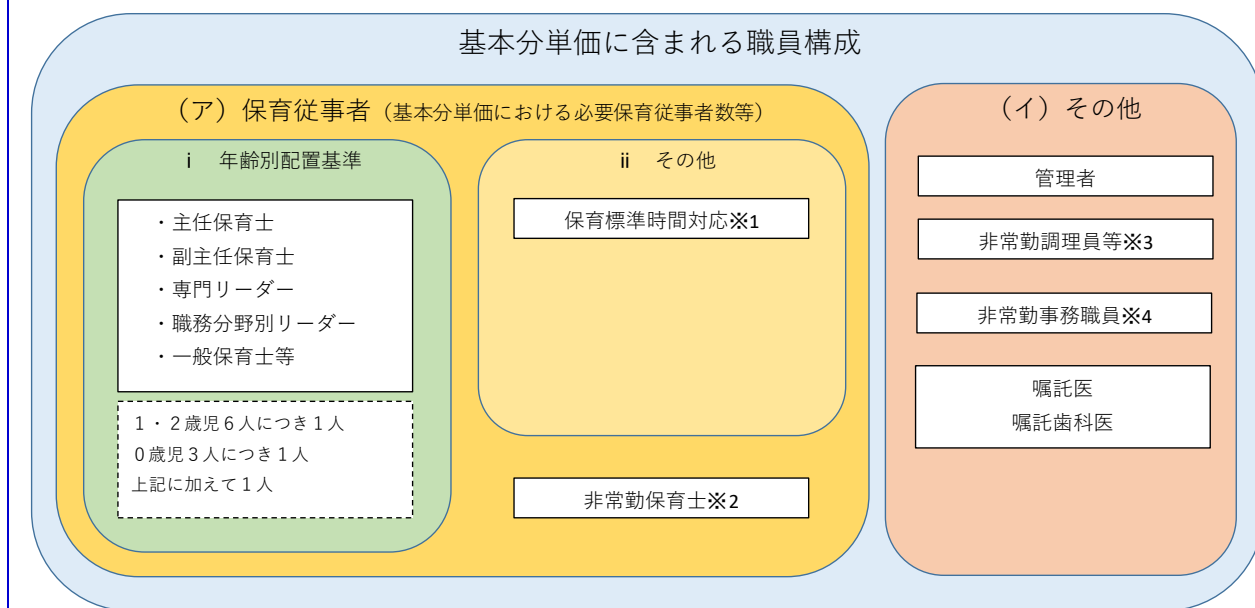 基本分単価に含まれる職員構成
（ア）保育従事者（基本分単価における必要保育従事者数等）
ⅰ　年齢別配置基準
・主任保育士
・副主任保育士
・専門リーダー
・職務分野別リーダー
・一般保育士等
１・２歳児６人につき１人
０歳児３人につき１人
上記に加えて１人
ⅱ　その他
保育標準時間対応※1
非常勤保育士※2
（イ）その他
管理者
非常勤調理員等※3
非常勤事務職員※4
嘱託医
嘱託歯科医